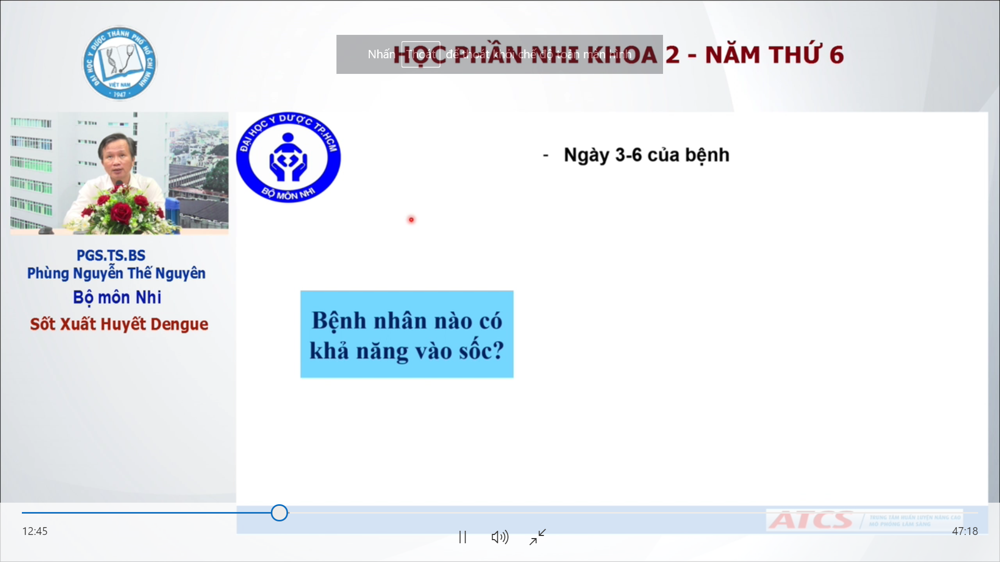 ĐẠI HỌC Y DƯỢC THÀNH PHỐ HỒ CHÍ MINH
VIỆT NAM
· 1947 ·
HỌC PHẦN NHI KHOA 2 - NĂM THỨ 6
Nhấn Thoát để thoát khỏi chế độ toàn màn hình
ĐẠI HỌC Y DƯỢC TP.HCM
BỘ MÔN NHI
- Ngày 3-6 của bệnh
PGS.TS.BS
Phùng Nguyễn Thế Nguyên
Bộ môn Nhi
Sốt Xuất Huyết Dengue
Bệnh nhân nào có
khả năng vào sốc?
ATCS
TRUNG TÂM HUẤN LUYỆN NÂNG CAO
MÔ PHỎNG LÂM SÀNG
12:45
47:18